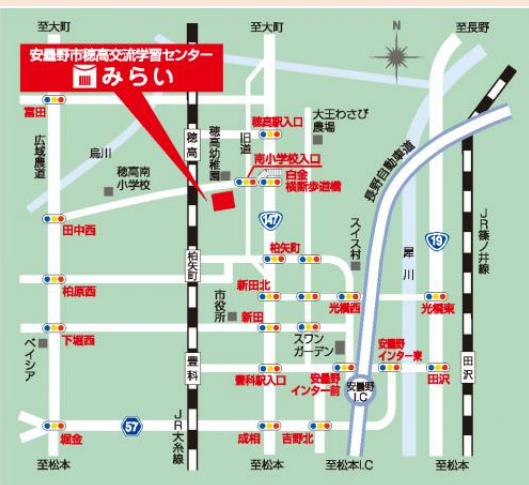 至大町
至大町
N
至長野
安曇野市穂高交流学習センター
みらい
富田
広域農道
烏川
穂高南
小学校
穂高
穂高
幼稚園
旧道
穂高駅入口
大王わさび
農場
南小学校入口
白金
横断歩道橋
長野自動車道
田中西
147
スイス村
19
JR篠ノ井線
犀川
柏矢町
柏矢町
柏原西
新田北
光橋西
光橋東
市役所
新田
下堀西
ベイシア
スワン
ガーデン
安曇野
インター東
豊科
豊科駅入口
安曇野
インター前
安曇野
I.C
田沢
田沢
堀金
57
JR大糸線
成相
吉野北
至松本
至松本
至松本I.C
至松本